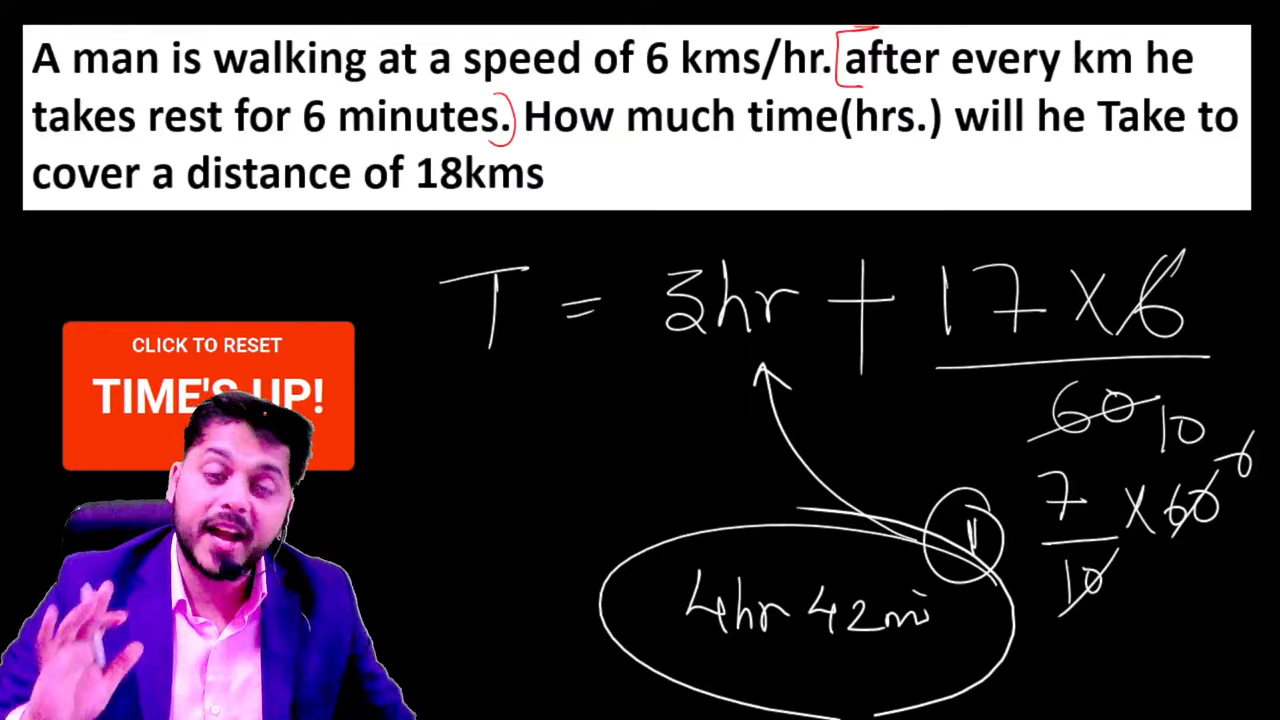 A man is walking at a speed of 6 kms/hr. after every km he
takes rest for 6 minutes. How much time(hrs.) will he Take to
cover a distance of 18kms
T = 3hr + 17 × 6
60 10
CLICK TO RESET
TIME'S UP!
7 × 60 6
10
1
4hr 42mi